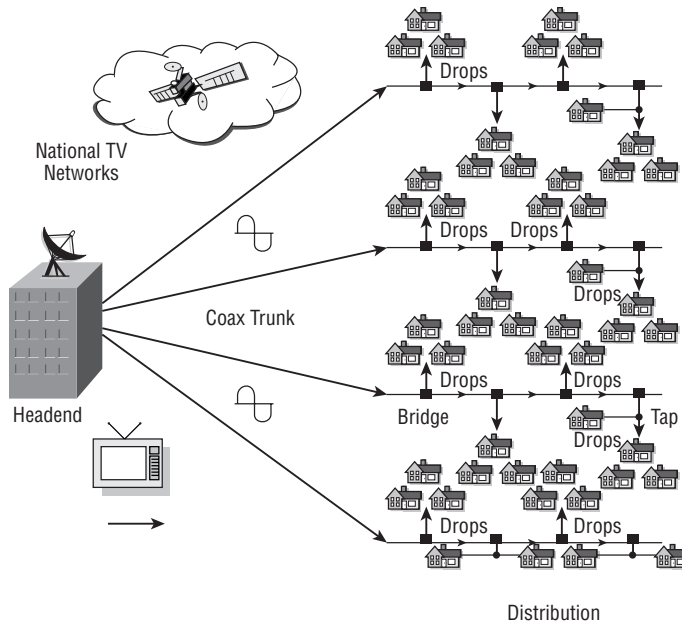 Drops
National TV
Networks
Drops
Drops
Coax Trunk
Drops
Headend
Drops
Drops
Bridge
Tap
Drops
Drops
Drops
Distribution